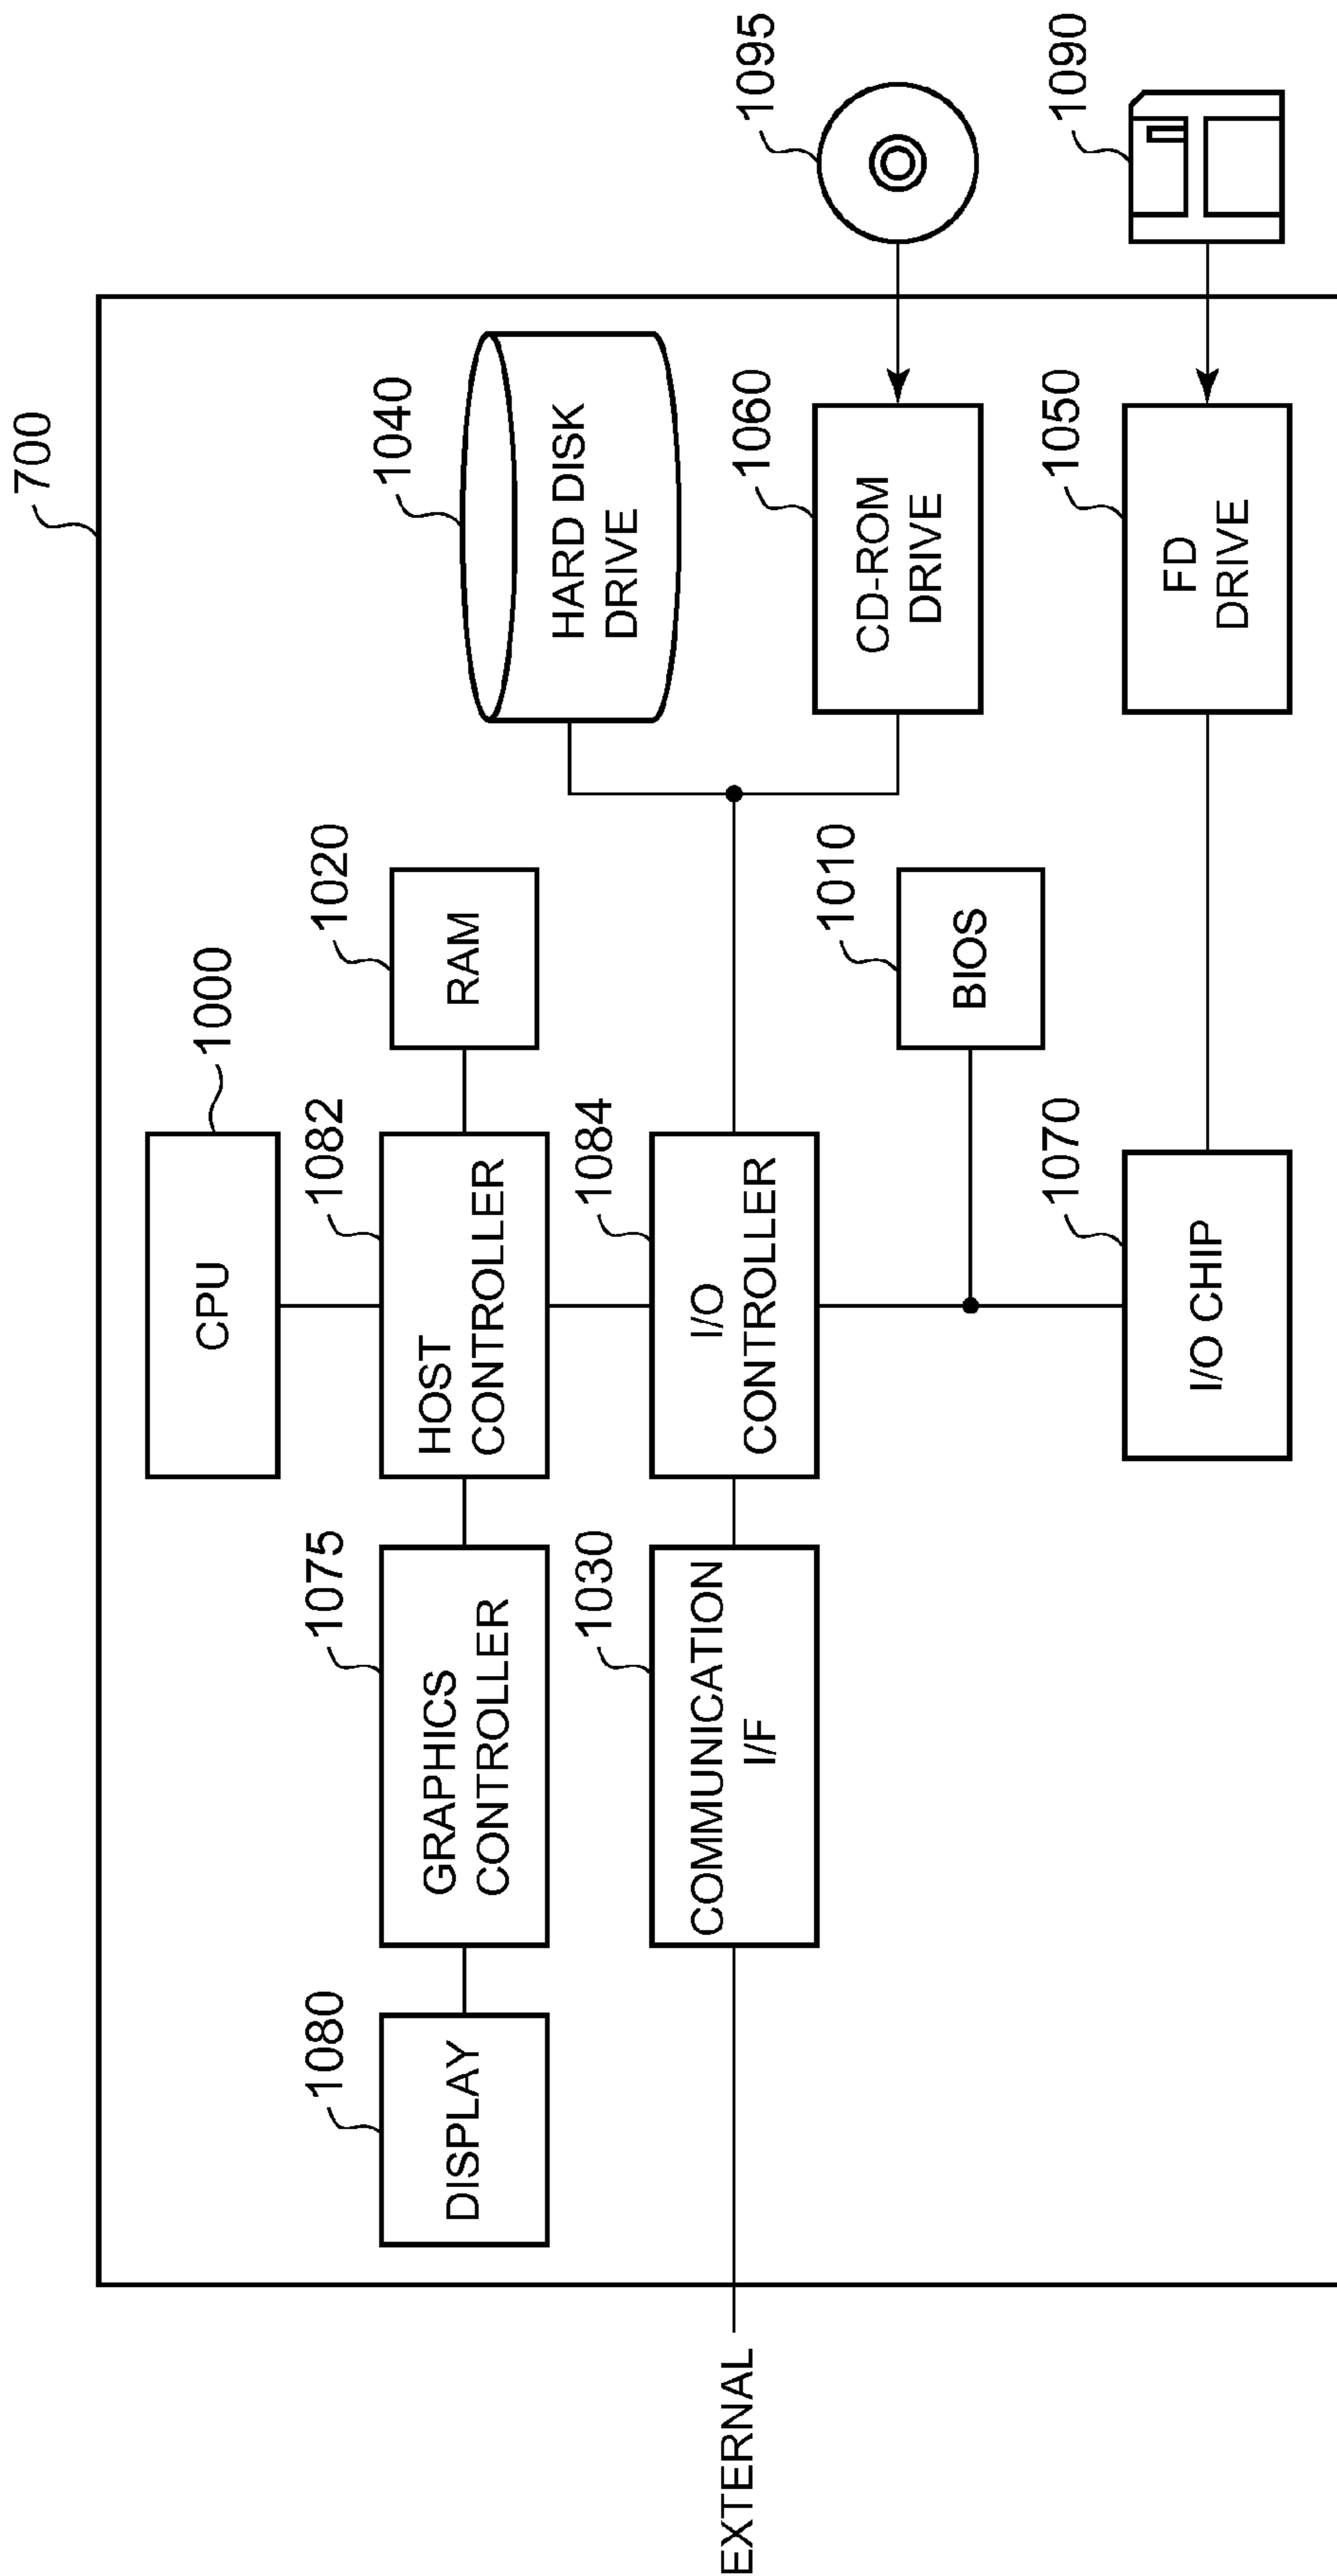 700
CPU
1000
1075
1082
1020
1040
1080
DISPLAY
GRAPHICS
CONTROLLER
HOST
CONTROLLER
RAM
HARD DISK
DRIVE
1030
1084
1095
EXTERNAL
COMMUNICATION
I/F
I/O
CONTROLLER
1010
1060
BIOS
CD-ROM
DRIVE
1070
1050
1090
I/O CHIP
FD
DRIVE